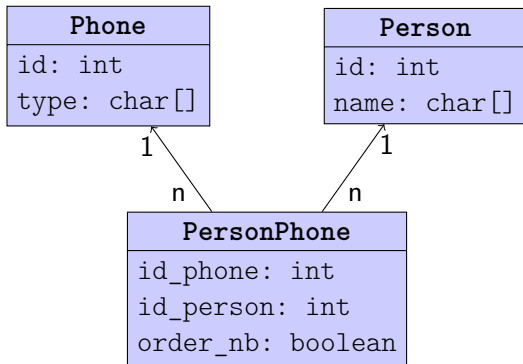 Phone
id: int
type: char[]
Person
id: int
name: char[]
1
1
n
n
PersonPhone
id_phone: int
id_person: int
order_nb: boolean